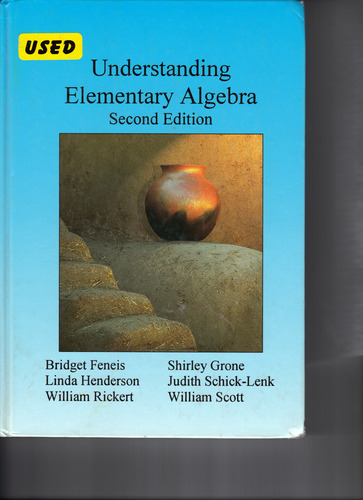 USED
Understanding
Elementary Algebra
Second Edition
Bridget Feneis Shirley Grone
Linda Henderson Judith Schick-Lenk
William Rickert William Scott